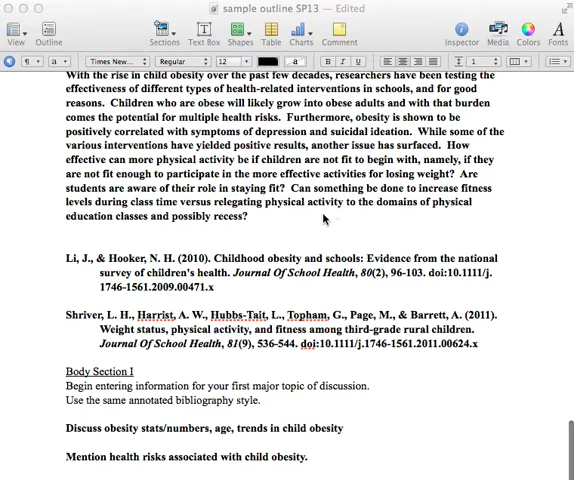 sample outline SP13 — Edited
View Outline Sections Text Box Shapes Table Charts Comment Inspector Media Colors Fonts
¶ a Times New... Regular 12 a B I U 1
With the rise in child obesity over the past few decades, researchers have been testing the
effectiveness of different types of health-related interventions in schools, and for good
reasons. Children who are obese will likely grow into obese adults and with that burden
comes the potential for multiple health risks. Furthermore, obesity is shown to be
positively correlated with symptoms of depression and suicidal ideation. While some of the
various interventions have yielded positive results, another issue has surfaced. How
effective can more physical activity be if children are not fit to begin with, namely, if they
are not fit enough to participate in the more effective activities for losing weight? Are
students are aware of their role in staying fit? Can something be done to increase fitness
levels during class time versus relegating physical activity to the domains of physical
education classes and possibly recess?
Li, J., & Hooker, N. H. (2010). Childhood obesity and schools: Evidence from the national
survey of children's health. Journal Of School Health, 80(2), 96-103. doi:10.1111/j.
1746-1561.2009.00471.x
Shriver, L. H., Harrist, A. W., Hubbs-Tait, L., Topham, G., Page, M., & Barrett, A. (2011).
Weight status, physical activity, and fitness among third-grade rural children.
Journal Of School Health, 81(9), 536-544. doi:10.1111/j.1746-1561.2011.00624.x
Body Section I
Begin entering information for your first major topic of discussion.
Use the same annotated bibliography style.
Discuss obesity stats/numbers, age, trends in child obesity
Mention health risks associated with child obesity.